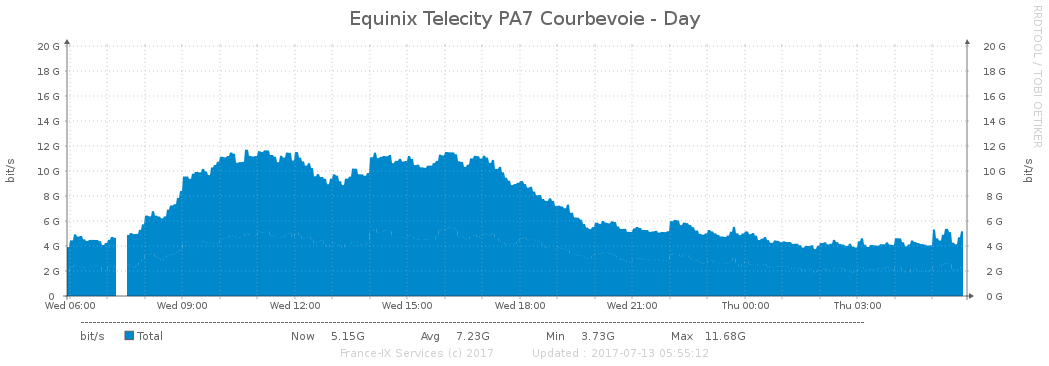 Equinix Telecity PA7 Courbevoie - Day
RRDTOOL / TOBI OETIKER
bit/s
bit/s
20 G 20 G
18 G 18 G
16 G 16 G
14 G 14 G
12 G 12 G
10 G 10 G
8 G 8 G
6 G 6 G
4 G 4 G
2 G 2 G
0 0 G
Wed 06:00 Wed 09:00 Wed 12:00 Wed 15:00 Wed 18:00 Wed 21:00 Thu 00:00 Thu 03:00
bit/s Total Now 5.15G Avg 7.23G Min 3.73G Max 11.68G
France-IX Services (c) 2017 Updated : 2017-07-13 05:55:12